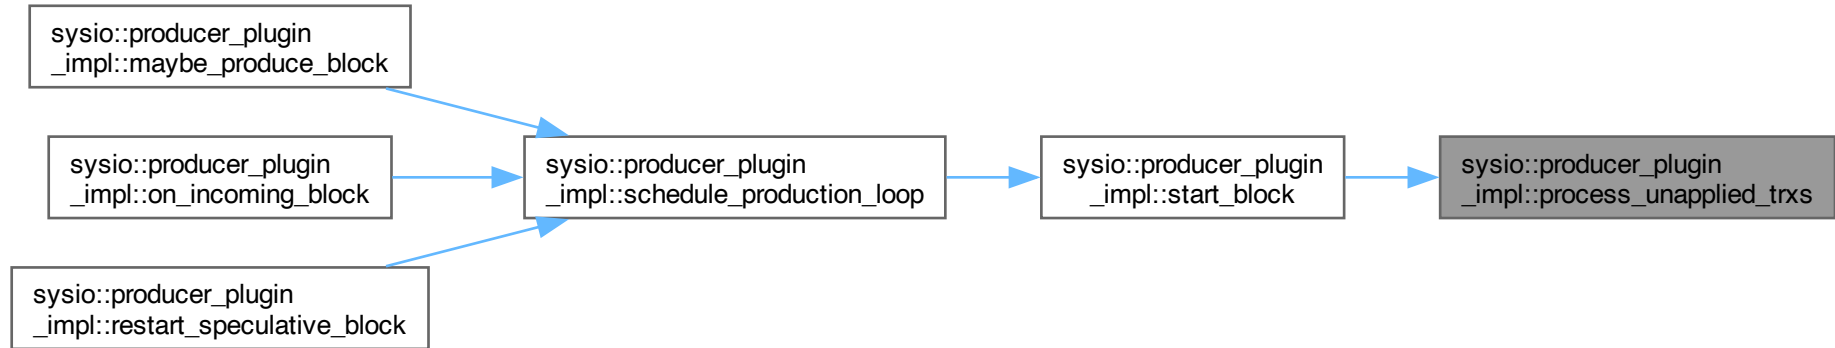 sysio::producer_plugin
_impl::maybe_produce_block
sysio::producer_plugin
_impl::on_incoming_block
sysio::producer_plugin
_impl::restart_speculative_block
sysio::producer_plugin
_impl::schedule_production_loop
sysio::producer_plugin
_impl::start_block
sysio::producer_plugin
_impl::process_unapplied_trxs